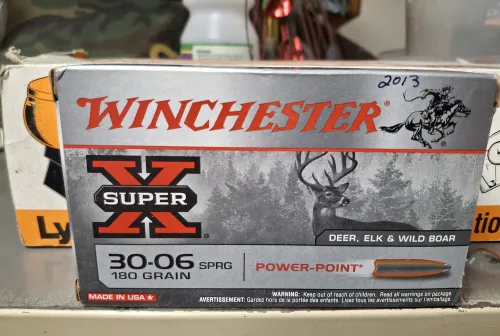 2013
WINCHESTER
SUPER
X
DEER, ELK & WILD BOAR
30-06 SPRG
180 GRAIN
POWER-POINT®
MADE IN USA ★
WARNING: Keep out of reach of children. Read all warnings on package.
AVERTISSEMENT: Gardez hors de la portée des enfants. Lisez tous les avertissements sur l'emballage.
Ly
tio